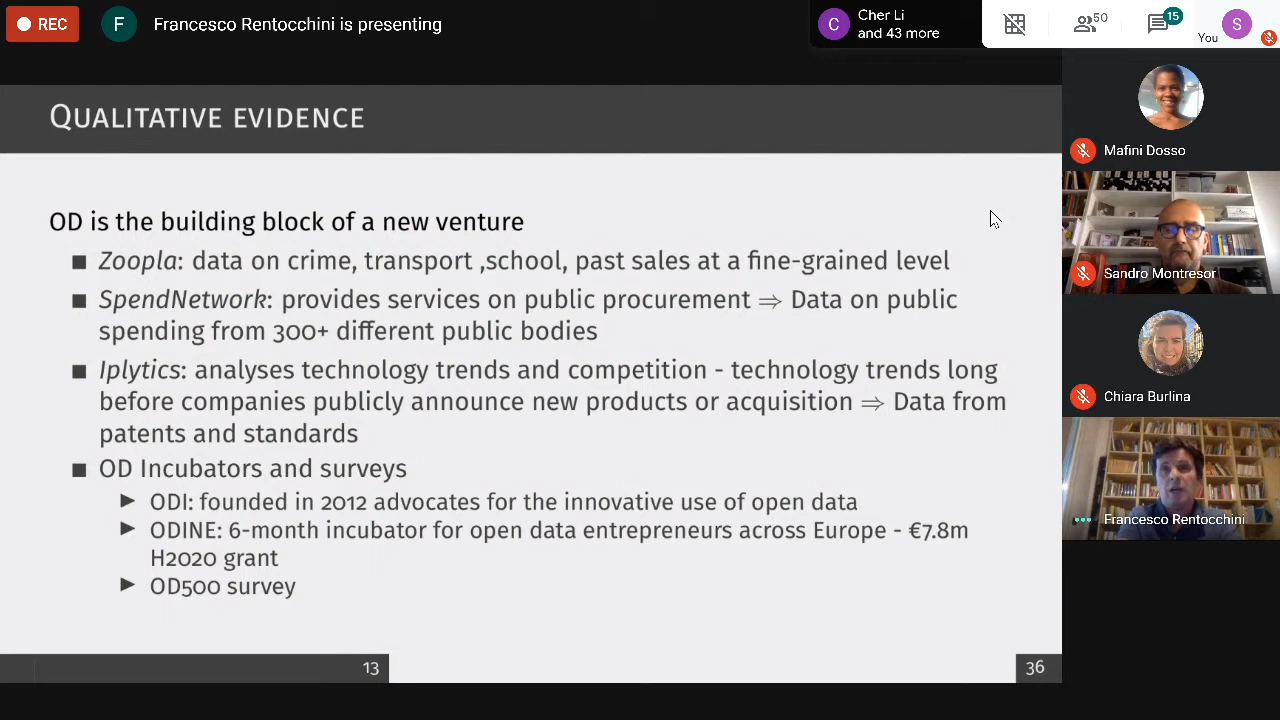 REC
F
Francesco Rentocchini is presenting
C
Cher Li
and 43 more
50
15
You
S
QUALITATIVE EVIDENCE
OD is the building block of a new venture
■ Zoopla: data on crime, transport ,school, past sales at a fine-grained level
■ SpendNetwork: provides services on public procurement ⇒ Data on public
spending from 300+ different public bodies
■ Iplytics: analyses technology trends and competition - technology trends long
before companies publicly announce new products or acquisition ⇒ Data from
patents and standards
■ OD Incubators and surveys
▶ ODI: founded in 2012 advocates for the innovative use of open data
▶ ODINE: 6-month incubator for open data entrepreneurs across Europe - €7.8m
H2020 grant
▶ OD500 survey
13
36
Mafini Dosso
Sandro Montresor
Chiara Burlina
Francesco Rentocchini